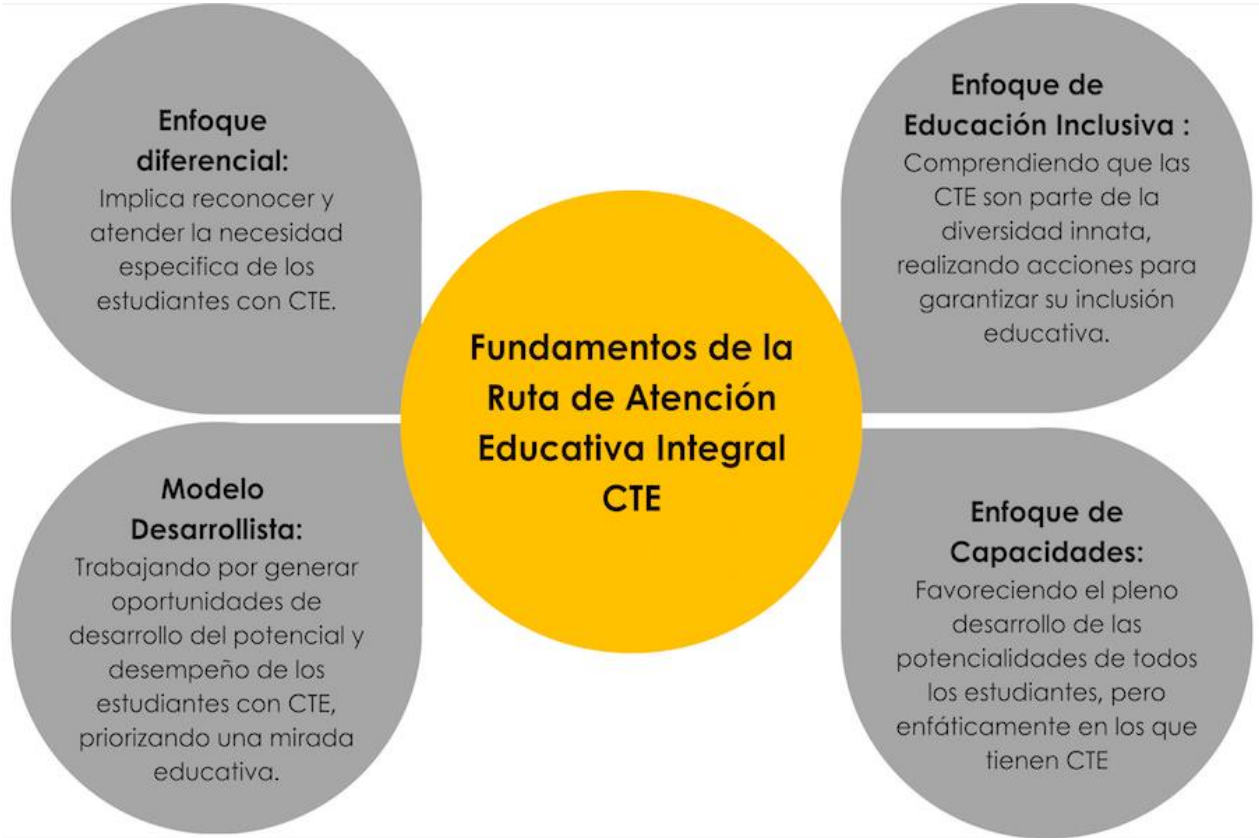 Enfoque
diferencial:
Implica reconocer y
atender la necesidad
especifica de los
estudiantes con CTE.
Enfoque de
Educación Inclusiva :
Comprendiendo que las
CTE son parte de la
diversidad innata,
realizando acciones para
garantizar su inclusión
educativa.
Fundamentos de la
Ruta de Atención
Educativa Integral
CTE
Modelo
Desarrollista:
Trabajando por generar
oportunidades de
desarrollo del potencial y
desempeño de los
estudiantes con CTE,
priorizando una mirada
educativa.
Enfoque de
Capacidades:
Favoreciendo el pleno
desarrollo de las
potencialidades de todos
los estudiantes, pero
enfáticamente en los que
tienen CTE